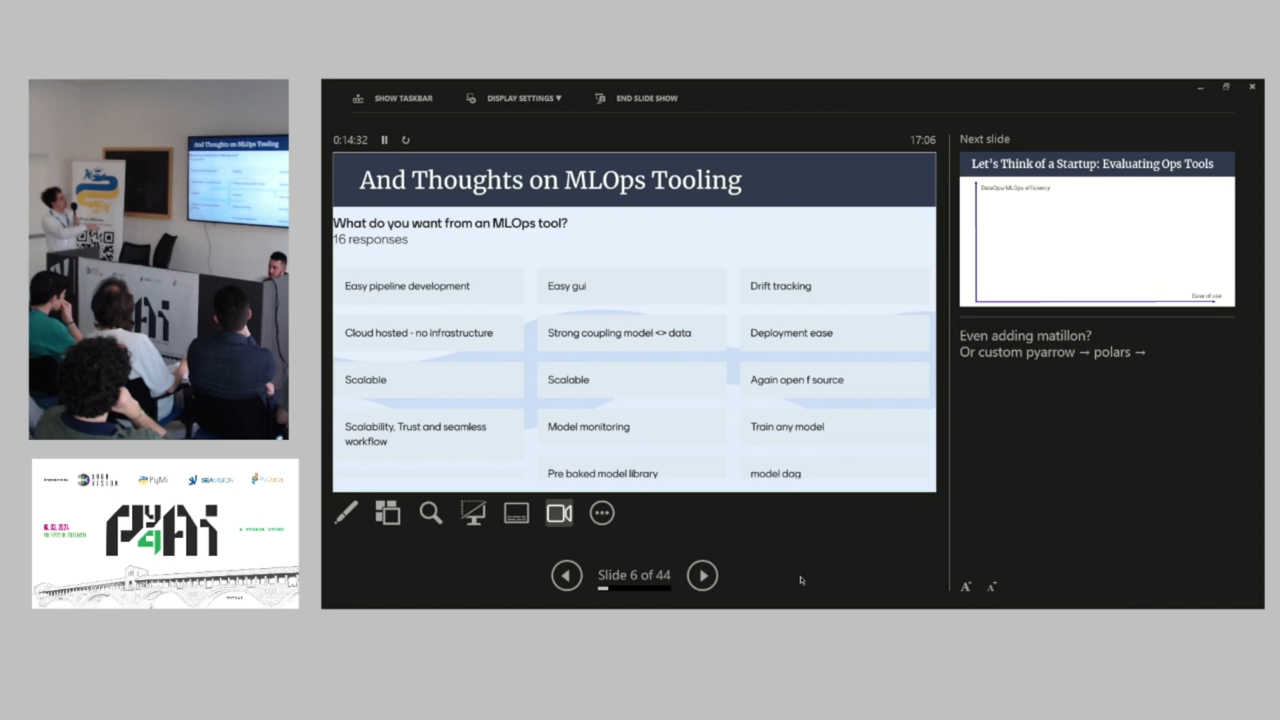 SHOW TASKBAR
DISPLAY SETTINGS ▼
END SLIDE SHOW
0:14:32
17:06
And Thoughts on MLOps Tooling
What do you want from an MLOps tool?
16 responses
Easy pipeline development
Easy gui
Drift tracking
Cloud hosted - no infrastructure
Strong coupling model <> data
Deployment ease
Scalable
Scalable
Again open f source
Scalability, Trust and seamless
workflow
Model monitoring
Train any model
Pre baked model library
model dag
Slide 6 of 44
Next slide
Let's Think of a Startup: Evaluating Ops Tools
DataOps/MLOps efficiency
Ease of use
Even adding matillon?
Or custom pyarrow → polars →
And Thoughts on MLOps Tooling
PyMi
SEAVISION
PyData
Py4Ai